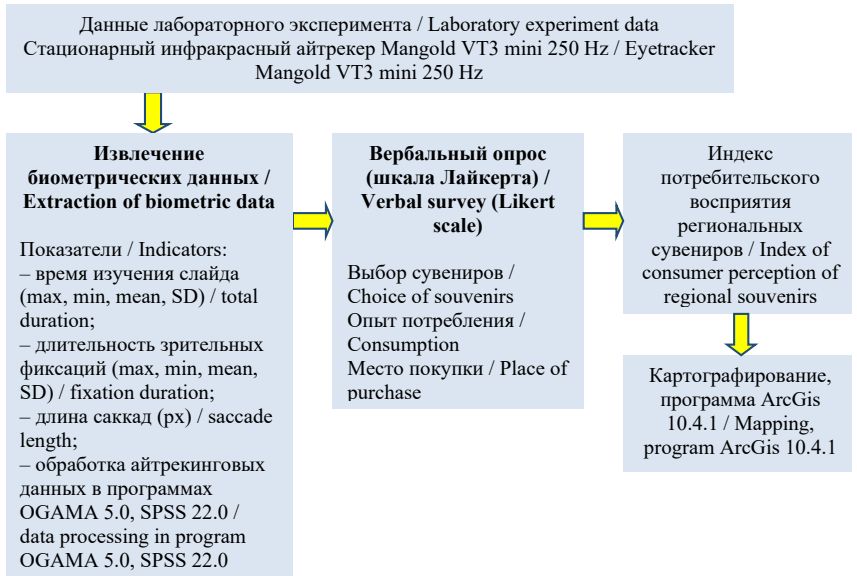 Данные лабораторного эксперимента / Laboratory experiment data
Стационарный инфракрасный айтрекер Mangold VT3 mini 250 Hz / Eyetracker
Mangold VT3 mini 250 Hz
Извлечение
биометрических данных /
Extraction of biometric data
Показатели / Indicators:
– время изучения слайда
(max, min, mean, SD) / total
duration;
– длительность зрительных
фиксаций (max, min, mean,
SD) / fixation duration;
– длина саккад (px) / saccade
length;
– обработка айтрекинговых
данных в программах
OGAMA 5.0, SPSS 22.0 /
data processing in program
OGAMA 5.0, SPSS 22.0
Вербальный опрос
(шкала Лайкерта) /
Verbal survey (Likert
scale)
Выбор сувениров /
Choice of souvenirs
Опыт потребления /
Consumption
Место покупки / Place of
purchase
Индекс
потребительского
восприятия
региональных
сувениров / Index of
consumer perception of
regional souvenirs
Картографирование,
программа ArcGis
10.4.1 / Mapping,
program ArcGis 10.4.1